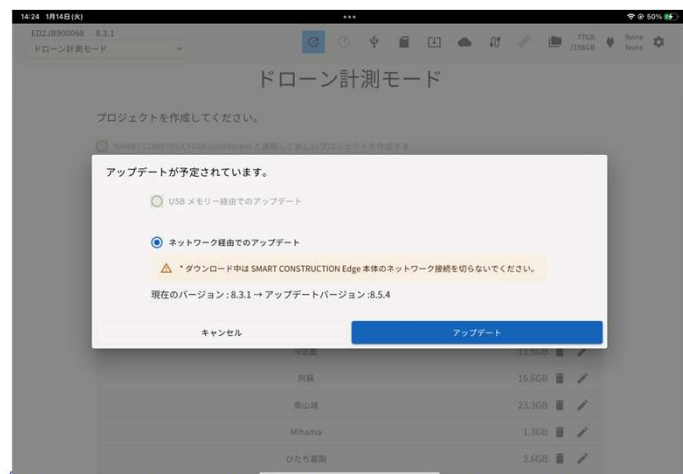 14:24 1月14日(火)
50%
ED2JB900068 8.3.1
ドローン計測モード
77GB
/198GB
None
None
ドローン計測モード
プロジェクトを作成してください。
SMART CONSTRUCTION Dashboard と連携して新しいプロジェクトを作成する
アップデートが予定されています。
USB メモリー経由でのアップデート
ネットワーク経由でのアップデート
* ダウンロード中は SMART CONSTRUCTION Edge 本体のネットワーク接続を切らないでください。
現在のバージョン : 8.3.1 → アップデートバージョン :8.5.4
キャンセル
アップデート
11.5GB
阿蘇 16.6GB
南山城 23.3GB
Mihama 1.3GB
ひたち墓園 3.6GB